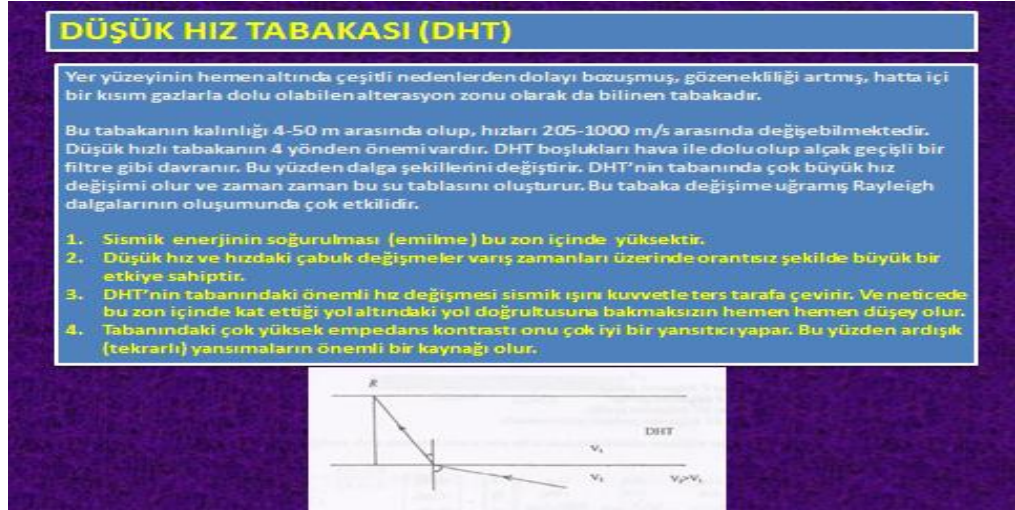 DÜŞÜK HIZ TABAKASI (DHT)
Yer yüzeyinin hemen altında çeşitli nedenlerden dolayı bozuşmuş, gözenekliliği artmış, hatta içi
bir kısım gazlarla dolu olabilen alterasyon zonu olarak da bilinen tabakadır.
Bu tabakanın kalınlığı 4-50 m arasında olup, hızları 205-1000 m/s arasında değişebilmektedir.
Düşük hızlı tabakanın 4 yönden önemi vardır. DHT boşlukları hava ile dolu olup alçak geçişli bir
filtre gibi davranır. Bu yüzden dalga şekillerini değiştirir. DHT'nin tabanında çok büyük hız
değişimi olur ve zaman zaman bu su tablasını oluşturur. Bu tabaka değişime uğramış Rayleigh
dalgalarının oluşumunda çok etkilidir.
1. Sismik enerjinin soğurulması (emilme) bu zon içinde yüksektir.
2. Düşük hız ve hızdaki çabuk değişmeler varış zamanları üzerinde orantısız şekilde büyük bir
etkiye sahiptir.
3. DHT'nin tabanındaki önemli hız değişmesi sismik ışını kuvvetle ters tarafa çevirir. Ve neticede
bu zon içinde kat ettiği yol altındaki yol doğrultusuna bakmaksızın hemen hemen düşey olur.
4. Tabanındaki çok yüksek empedans kontrastı onu çok iyi bir yansıtıcı yapar. Bu yüzden ardışık
(tekrarlı) yansımaların önemli bir kaynağı olur.
R
DHT
V₁
V₂ V₂>V₁